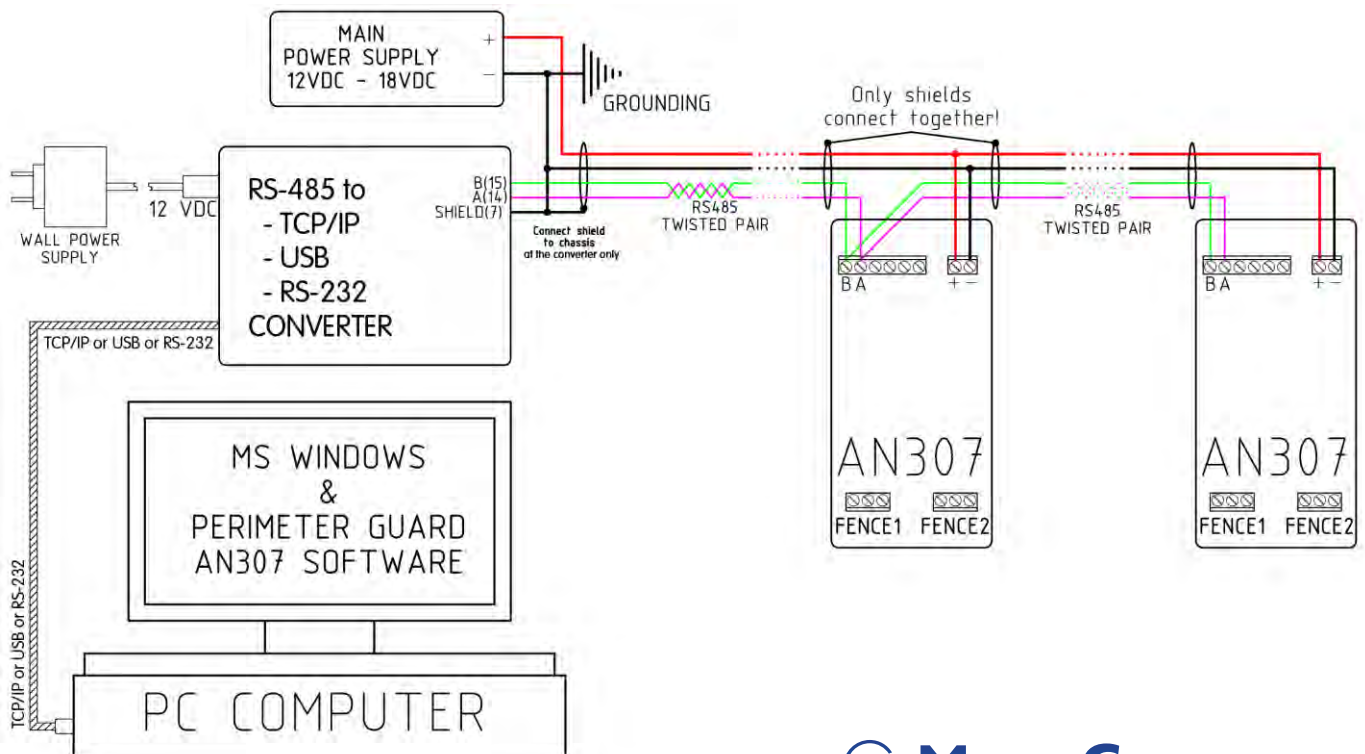 MAIN
POWER SUPPLY
12VDC - 18VDC
+
-
GROUNDING
Only shields
connect together!
WALL POWER
SUPPLY
12 VDC
RS-485 to
- TCP/IP
- USB
- RS-232
CONVERTER
B(15)
A(14)
SHIELD(7)
Connect shield
to chassis
at the converter only
RS485
TWISTED PAIR
RS485
TWISTED PAIR
B A
+ -
AN307
FENCE1 FENCE2
B A
+ -
AN307
FENCE1 FENCE2
TCP/IP or USB or RS-232
TCP/IP or USB or RS-232
MS WINDOWS
&
PERIMETER GUARD
AN307 SOFTWARE
PC COMPUTER